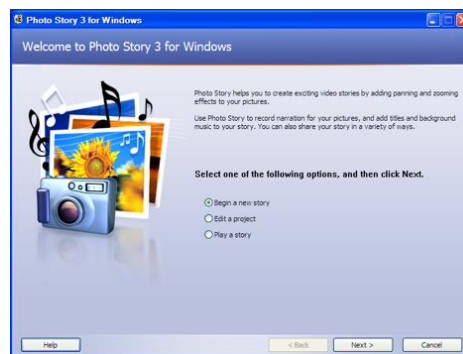 Photo Story 3 for Windows
Welcome to Photo Story 3 for Windows
Photo Story helps you to create exciting video stories by adding panning and zooming
effects to your pictures.
Use Photo Story to record narration for your pictures, and add titles and background
music to your story. You can also share your story in a variety of ways.
Select one of the following options, and then click Next.
Begin a new story
Edit a project
Play a story
Help
< Back
Next >
Cancel